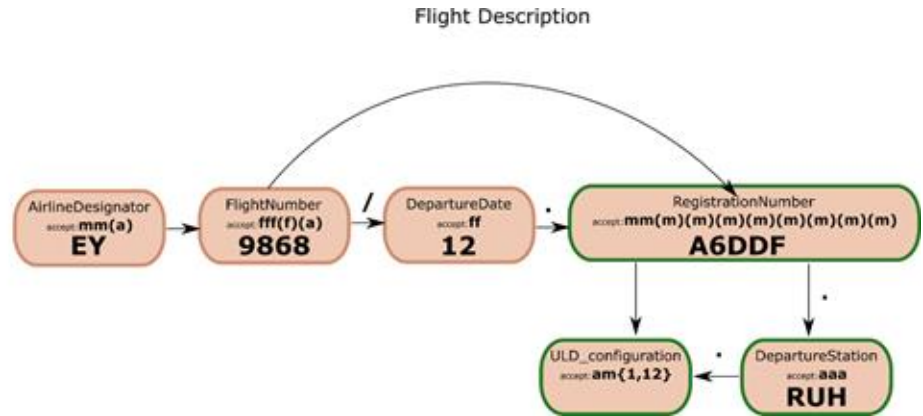 Flight Description
AirlineDesignator
accept:mm(a)
EY
FlightNumber
accept:fff(f)(a)
9868
/
DepartureDate
accept:ff
12
.
RegistrationNumber
accept:mm(m)(m)(m)(m)(m)(m)(m)(m)
A6DDF
.
ULD_configuration
accept:am{1,12}
.
DepartureStation
accept:aaa
RUH